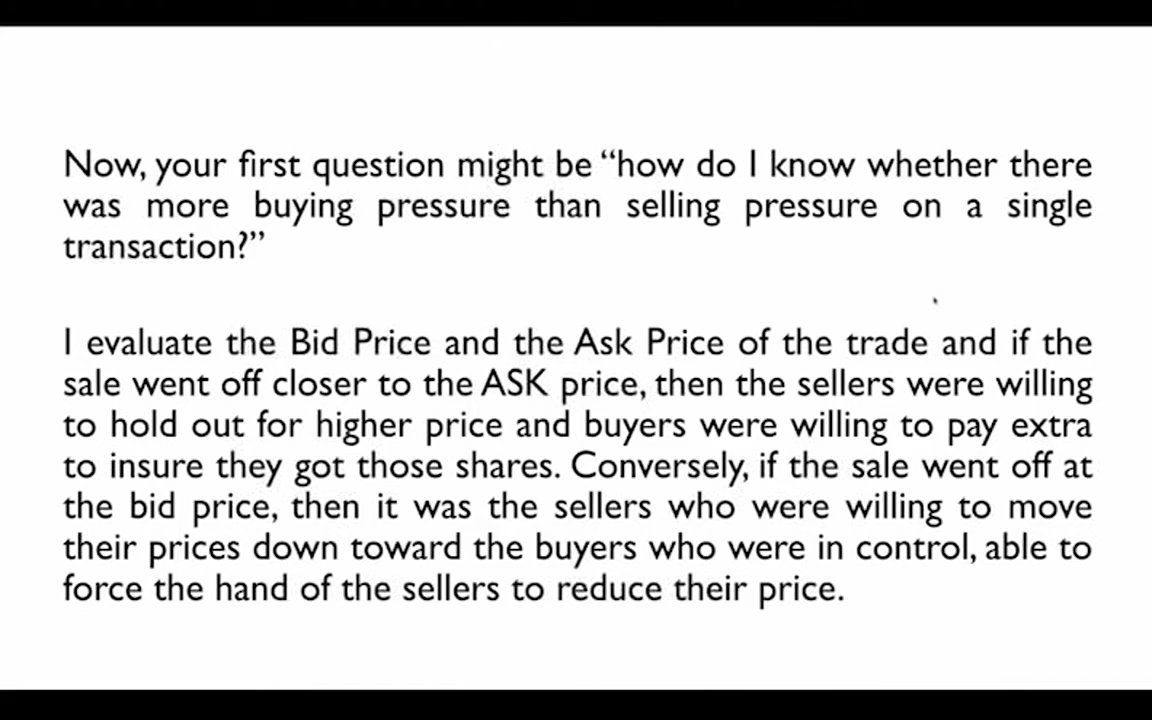 Now, your first question might be “how do I know whether there
was more buying pressure than selling pressure on a single
transaction?”
I evaluate the Bid Price and the Ask Price of the trade and if the
sale went off closer to the ASK price, then the sellers were willing
to hold out for higher price and buyers were willing to pay extra
to insure they got those shares. Conversely, if the sale went off at
the bid price, then it was the sellers who were willing to move
their prices down toward the buyers who were in control, able to
force the hand of the sellers to reduce their price.